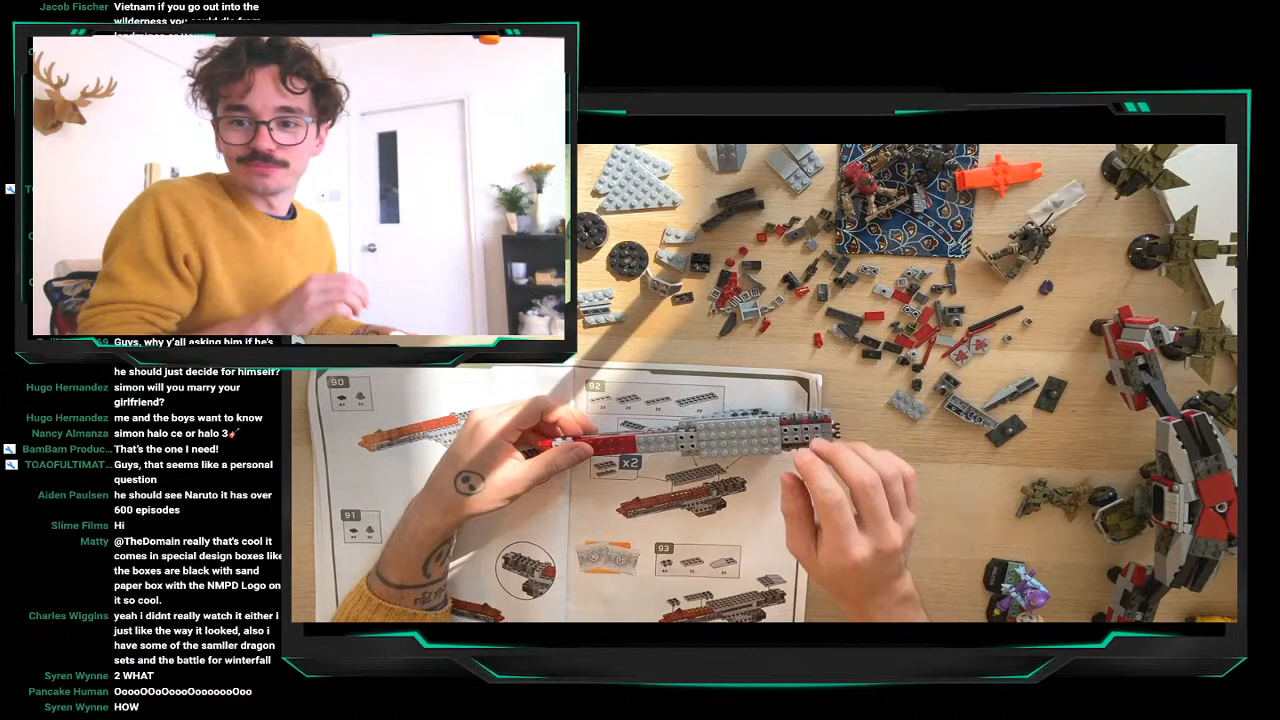 Jacob Fischer Vietnam if you go out into the
wilderness you could die from
Guys, why y'all asking him if he's
he should just decide for himself?
Hugo Hernandez simon will you marry your
girlfriend?
Hugo Hernandez me and the boys want to know
Nancy Almanza simon halo ce or halo 3🎸
BamBam Produc... That's the one I need!
TOAOFULTIMAT... Guys, that seems like a personal
question
Aiden Paulsen he should see Naruto it has over
600 episodes
Slime Films Hi
Matty @TheDomain really that's cool it
comes in special design boxes like
the boxes are black with sand
paper box with the NMPD Logo on
it so cool.
Charles Wiggins yeah i didnt really watch it either i
just like the way it looked, also i
have some of the samller dragon
sets and the battle for winterfall
Syren Wynne 2 WHAT
Pancake Human OoooOOoOoooOooooooOoo
Syren Wynne HOW
90
92
x2
91
93